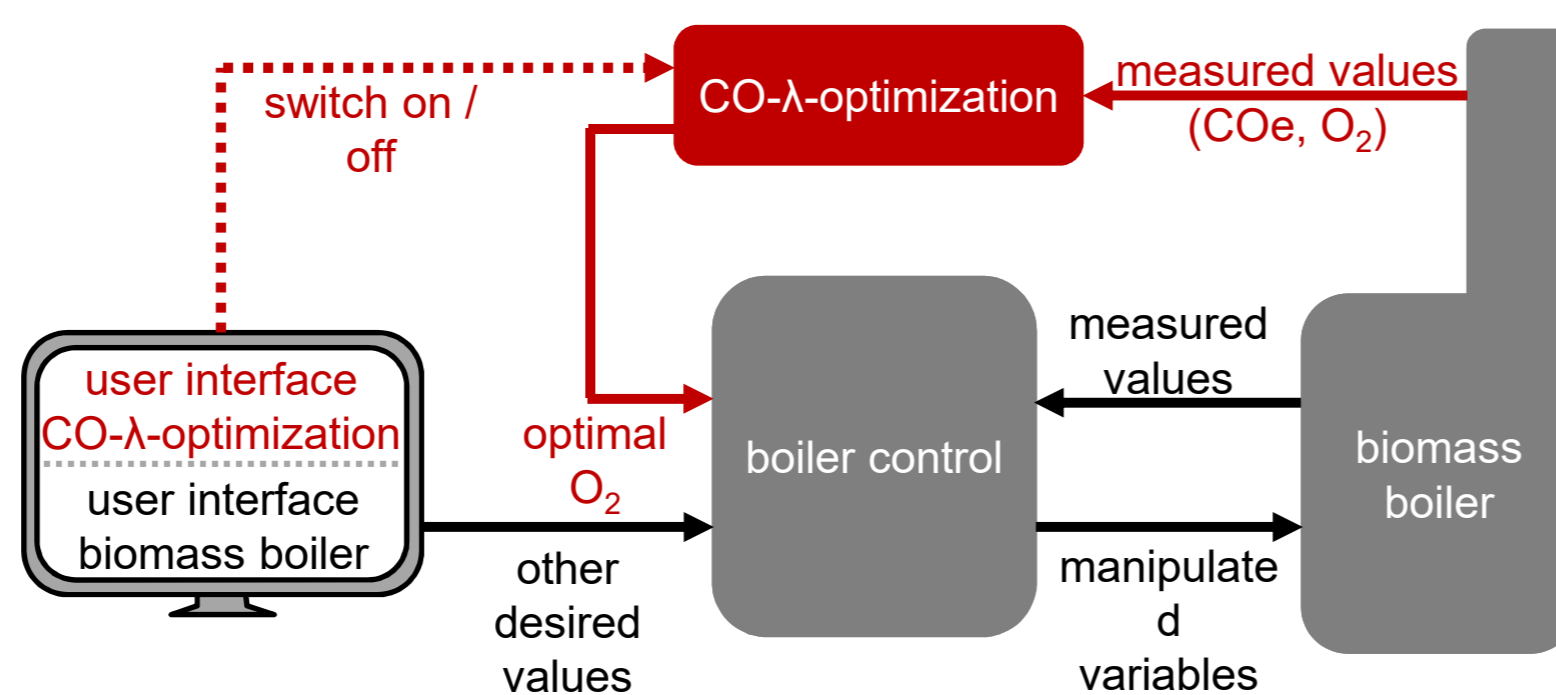 switch on /
off
CO-λ-optimization
measured values
(COe, O₂)
user interface
CO-λ-optimization
user interface
biomass boiler
optimal
O₂
other
desired
values
boiler control
measured
values
manipulate
d
variables
biomass
boiler